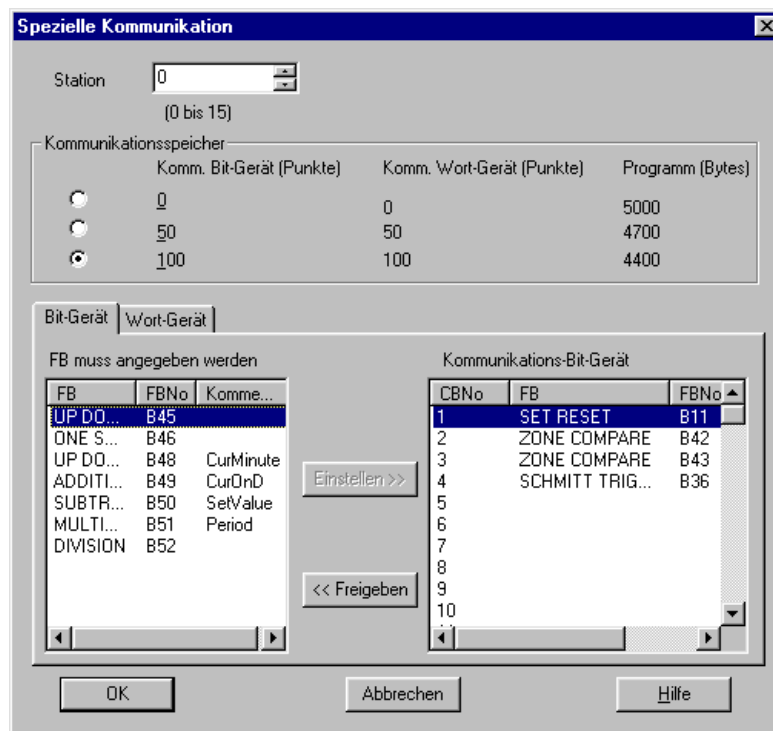 Spezielle Kommunikation
Station 0
(0 bis 15)
Kommunikationsspeicher
Komm. Bit-Gerät (Punkte) Komm. Wort-Gerät (Punkte) Programm (Bytes)
0 0 5000
50 50 4700
100 100 4400
Bit-Gerät Wort-Gerät
FB muss angegeben werden
FB FBNo Komme...
UP DO... B45
ONE S... B46
UP DO... B48 CurMinute
ADDITI... B49 CurOnD
SUBTR... B50 SetValue
MULTI... B51 Period
DIVISION B52
Einstellen >>
<< Freigeben
Kommunikations-Bit-Gerät
CBNo FB FBNo
1 SET RESET B11
2 ZONE COMPARE B42
3 ZONE COMPARE B43
4 SCHMITT TRIG... B36
5
6
7
8
9
10
OK Abbrechen Hilfe